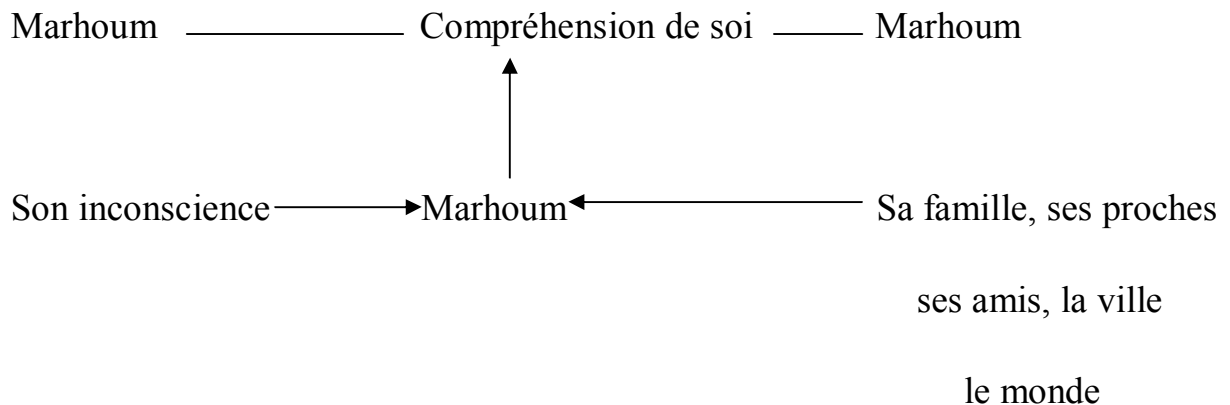 Marhoum Compréhension de soi Marhoum
Son inconscience Marhoum Sa famille, ses proches
ses amis, la ville
le monde